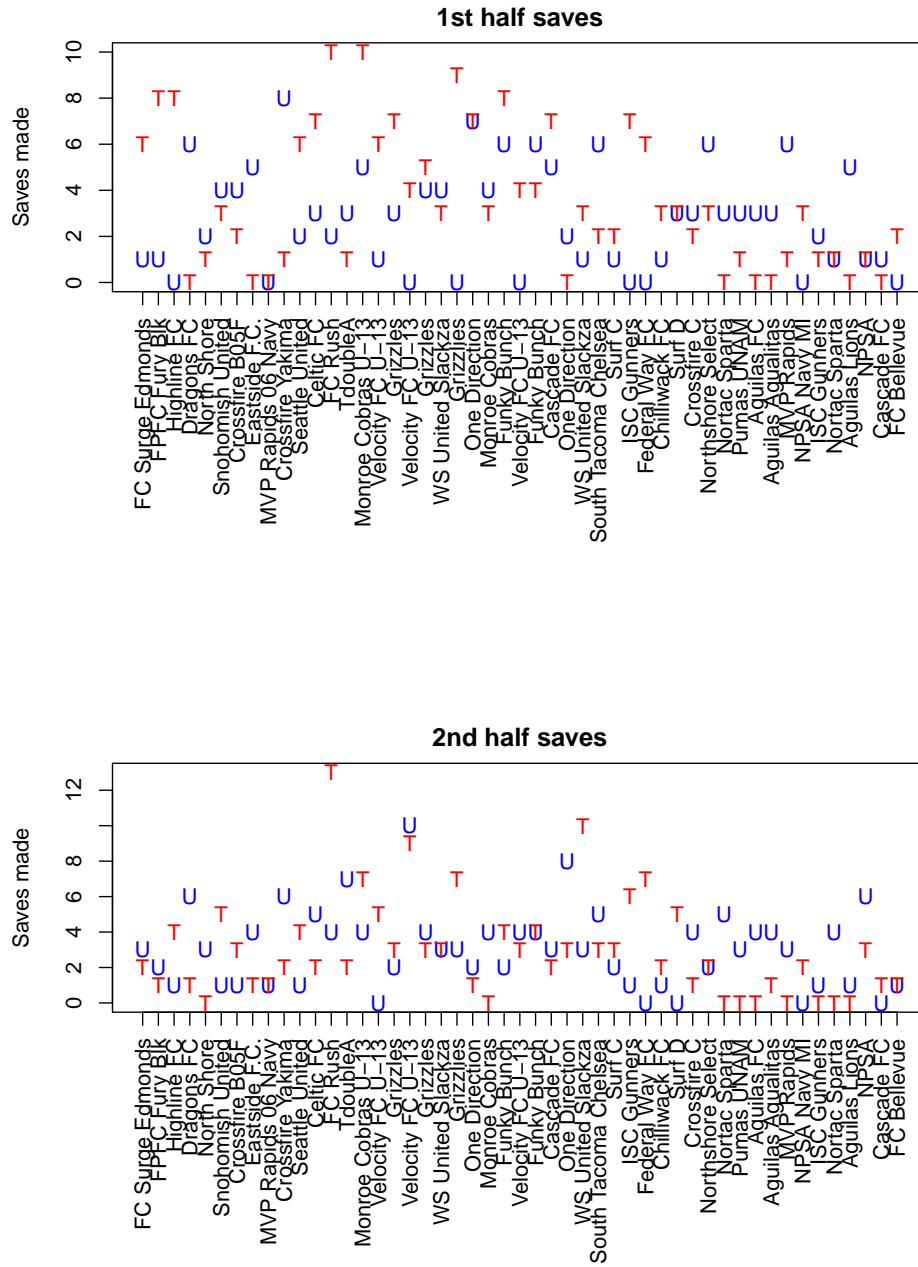 1st half saves
Saves made
10
8
6
4
2
0
FC Surge Edmonds
FPFC Fury Blk
Highline FC
Dragons FC
North Shore
Snohomish United
Crossfire B05F
Eastside F.C.
MVP Rapids 06 Navy
Crossfire Yakima
Seattle United
Celtic FC
FC Rush
TdoubleA
Monroe Cobras U−13
Velocity FC U−13
Grizzles
Velocity FC U−13
Grizzles
WS United Slackza
Grizzlies
One Direction
Monroe Cobras
Funky Bunch
Velocity FC U−13
Funky Bunch
Cascade FC
One Direction
WS United Slackza
South Tacoma Chelsea
Surf C
ISC Gunners
Federal Way FC
Chilliwack FC
Surf D
Crossfire C
Northshore Select
Nortac Sparta
Pumas UNAM
Aguilas FC
Aguilas Agualitas
MVP Rapids
NPSA Navy MI
ISC Gunners
Nortac Sparta
Aguilas Lions
NPSA
Cascade FC
FC Bellevue
2nd half saves
Saves made
12
8
6
4
2
0
FC Surge Edmonds
FPFC Fury Blk
Highline FC
Dragons FC
North Shore
Snohomish United
Crossfire B05F
Eastside F.C.
MVP Rapids 06 Navy
Crossfire Yakima
Seattle United
Celtic FC
FC Rush
TdoubleA
Monroe Cobras U−13
Velocity FC U−13
Grizzles
Velocity FC U−13
Grizzles
WS United Slackza
Grizzlies
One Direction
Monroe Cobras
Funky Bunch
Velocity FC U−13
Funky Bunch
Cascade FC
One Direction
WS United Slackza
South Tacoma Chelsea
Surf C
ISC Gunners
Federal Way FC
Chilliwack FC
Surf D
Crossfire C
Northshore Select
Nortac Sparta
Pumas UNAM
Aguilas FC
Aguilas Agualitas
MVP Rapids
NPSA Navy MI
ISC Gunners
Nortac Sparta
Aguilas Lions
NPSA
Cascade FC
FC Bellevue